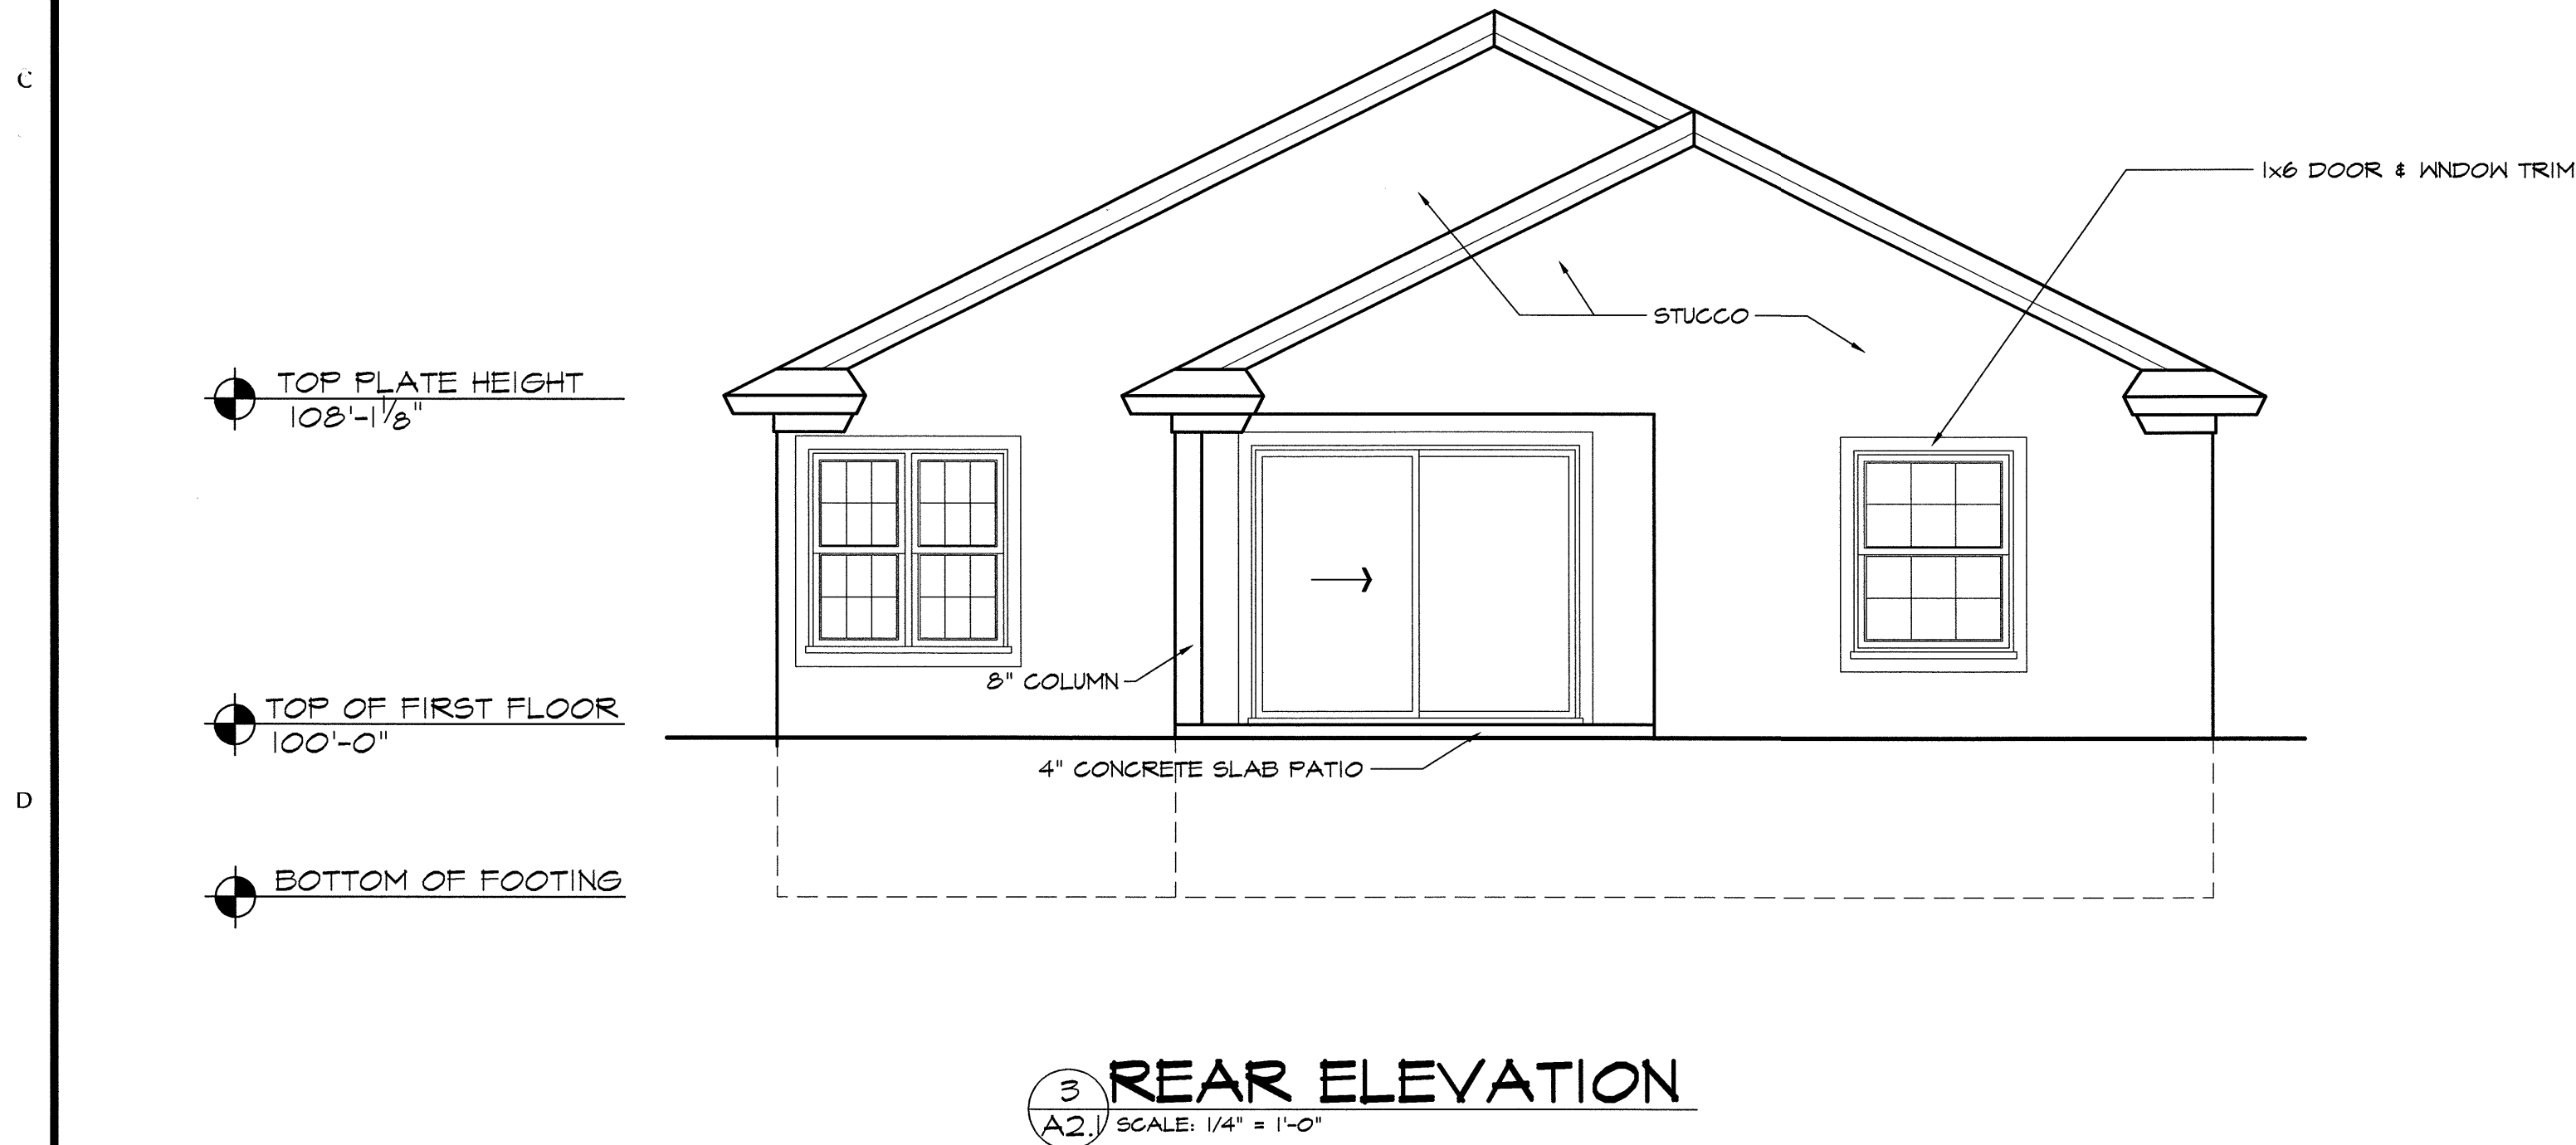 C
1x6 DOOR & WNDOW TRIM
STUCCO
TOP PLATE HEIGHT
108'-1 1/8"
8" COLUMN
TOP OF FIRST FLOOR
100'-0"
4" CONCRETE SLAB PATIO
D
BOTTOM OF FOOTING
3
REAR ELEVATION
A2.1
SCALE: 1/4" = 1'-0"